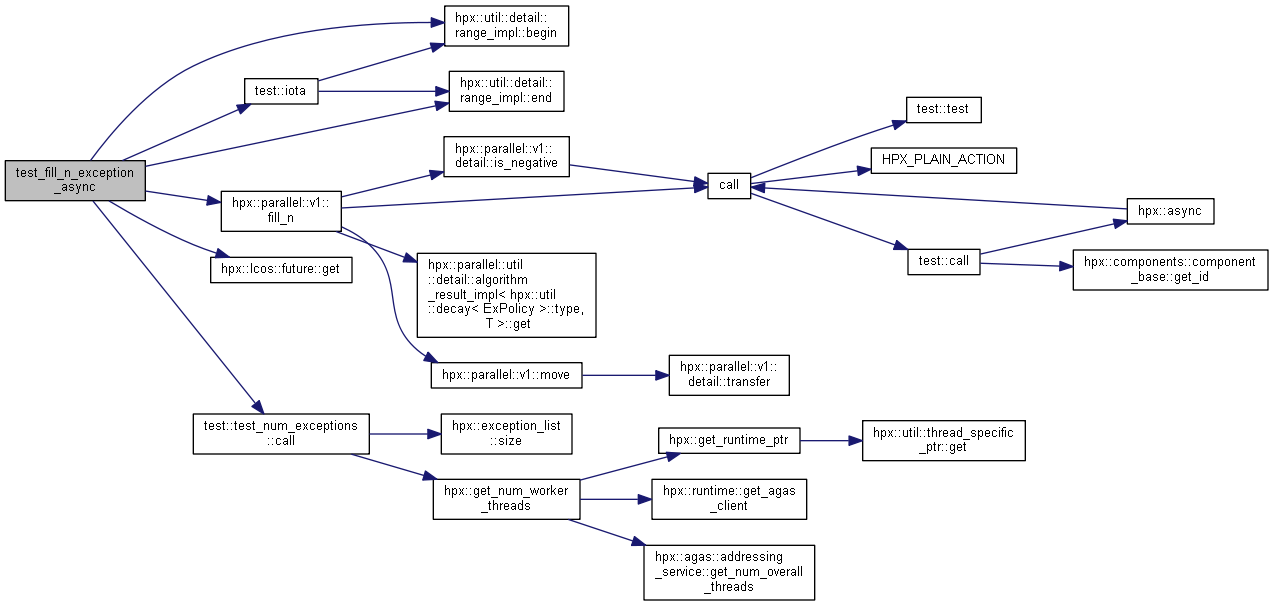 test_fill_n_exception
_async
hpx::util::detail::
range_impl::begin
test::iota
hpx::util::detail::
range_impl::end
hpx::parallel::v1::
fill_n
hpx::lcos::future::get
test::test_num_exceptions
::call
hpx::parallel::v1::
detail::is_negative
hpx::parallel::util
::detail::algorithm
_result_impl< hpx::util
::decay< ExPolicy >::type,
T >::get
hpx::parallel::v1::move
hpx::exception_list
::size
hpx::get_num_worker
_threads
call
test::test
HPX_PLAIN_ACTION
test::call
hpx::async
hpx::components::component
_base::get_id
hpx::parallel::v1::
detail::transfer
hpx::get_runtime_ptr
hpx::util::thread_specific
_ptr::get
hpx::runtime::get_agas
_client
hpx::agas::addressing
_service::get_num_overall
_threads